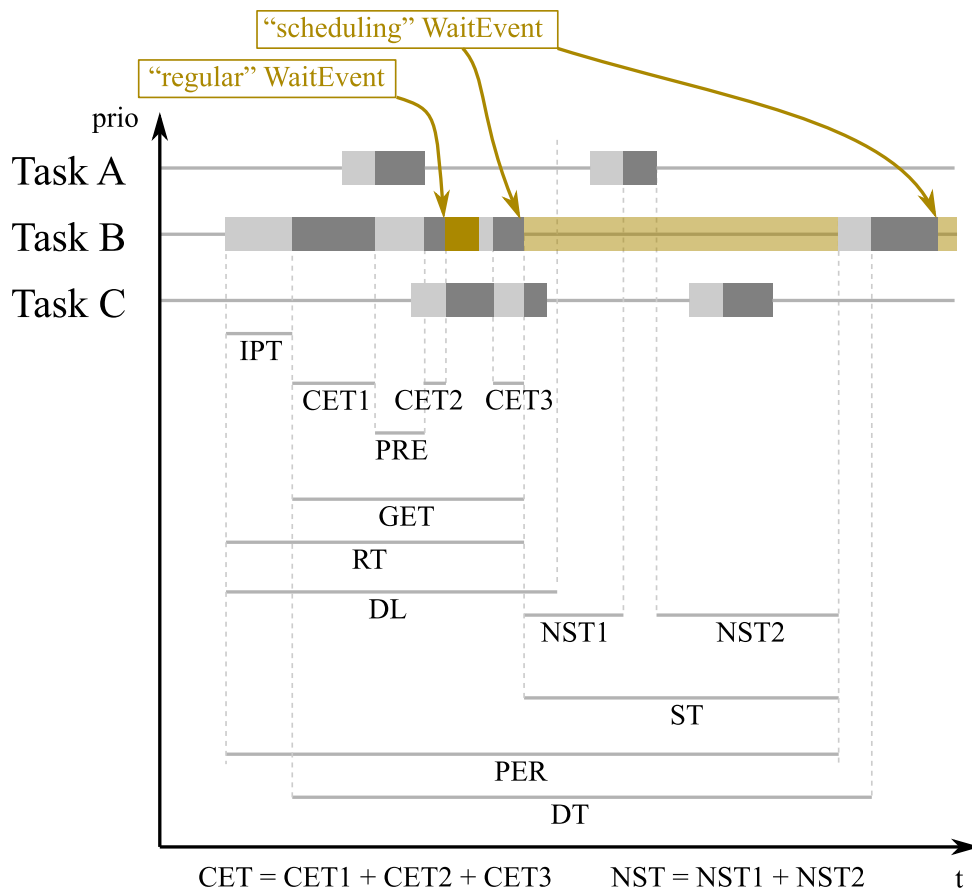 “scheduling” WaitEvent
“regular” WaitEvent
prio
Task A
Task B
Task C
IPT
CET1 CET2 CET3
PRE
GET
RT
DL
NST1 NST2
ST
PER
DT
CET = CET1 + CET2 + CET3 NST = NST1 + NST2 t